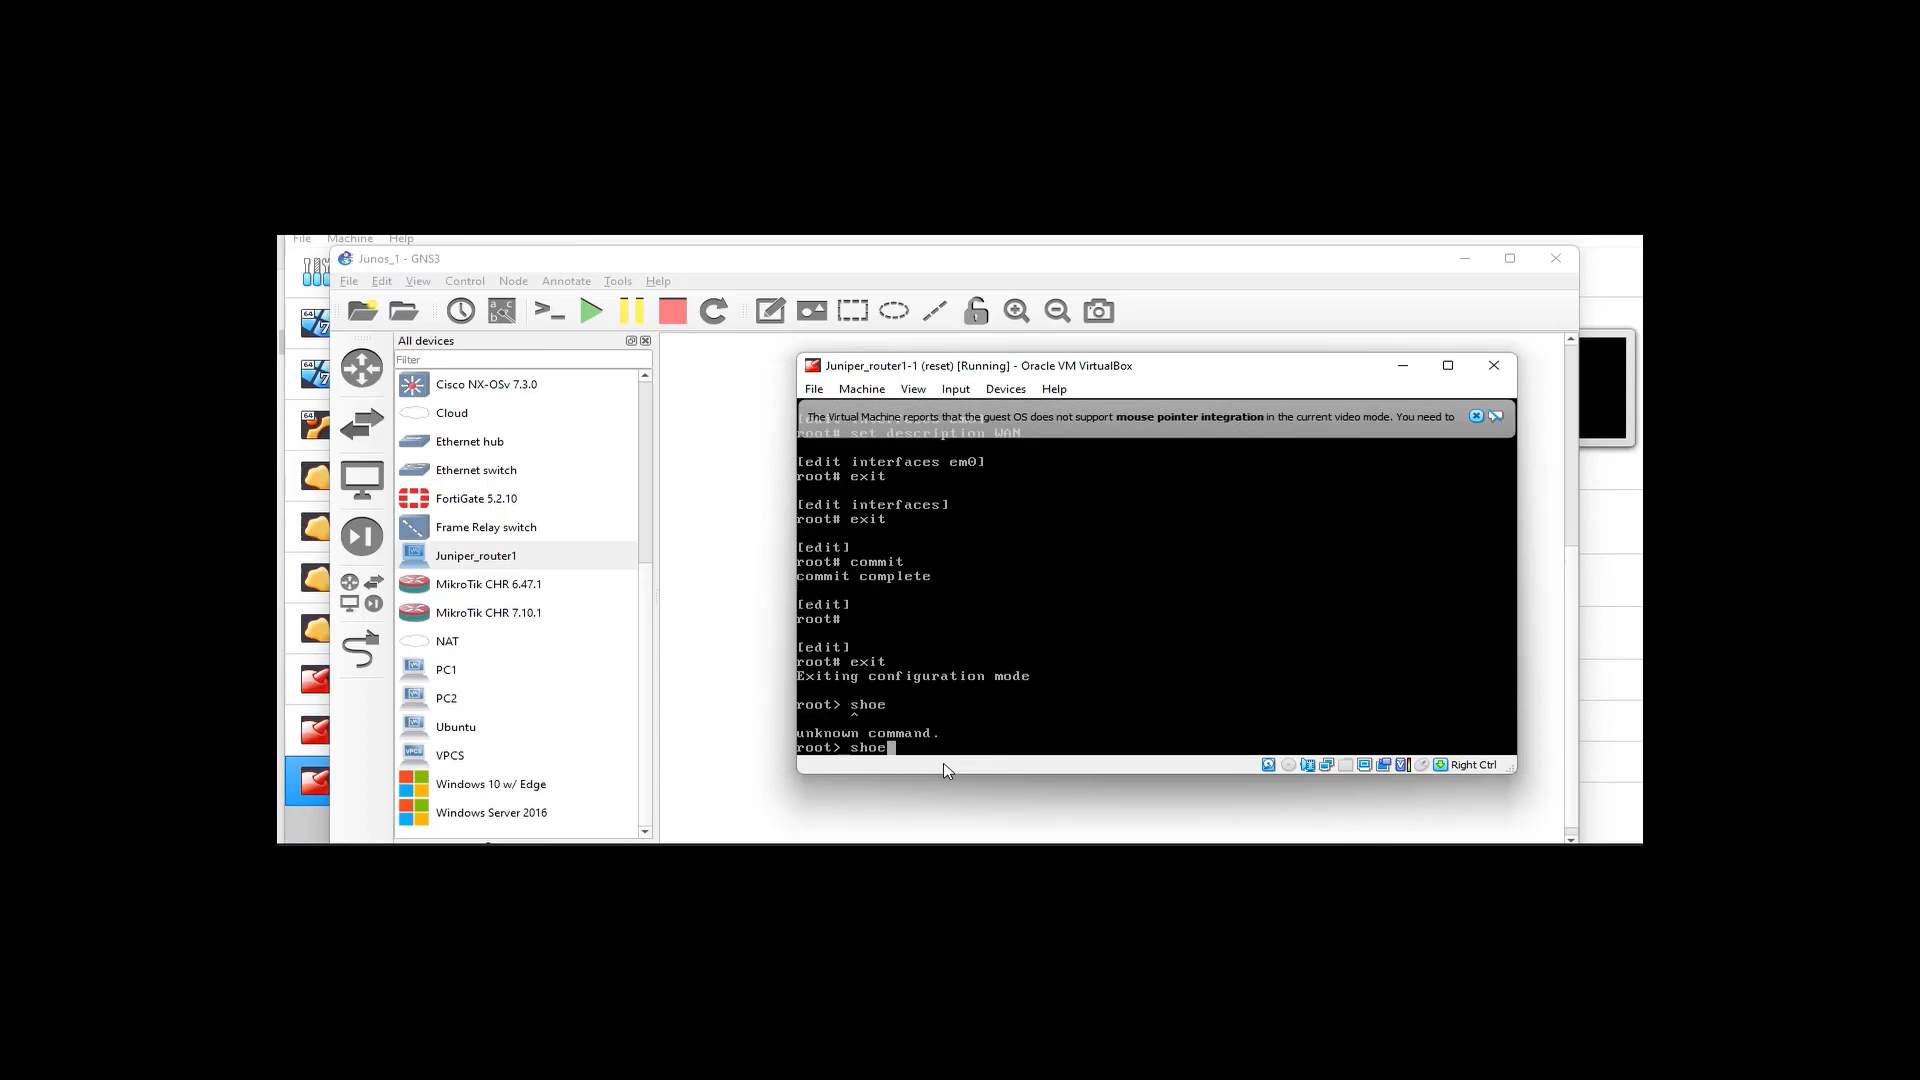 File Machine Help
Junos_1 - GNS3
File Edit View Control Node Annotate Tools Help
All devices
Filter
Cisco NX-OSv 7.3.0
Cloud
Ethernet hub
Ethernet switch
FortiGate 5.2.10
Frame Relay switch
Juniper_router1
MikroTik CHR 6.47.1
MikroTik CHR 7.10.1
NAT
PC1
PC2
Ubuntu
VPCS
Windows 10 w/ Edge
Windows Server 2016
Juniper_router1-1 (reset) [Running] - Oracle VM VirtualBox
File Machine View Input Devices Help
The Virtual Machine reports that the guest OS does not support mouse pointer integration in the current video mode. You need to
root# set description WAN
[edit interfaces em0]
root# exit
[edit interfaces]
root# exit
[edit]
root# commit
commit complete
[edit]
root#
[edit]
root# exit
Exiting configuration mode
root> shoe
^
unknown command.
root> shoe
Right Ctrl